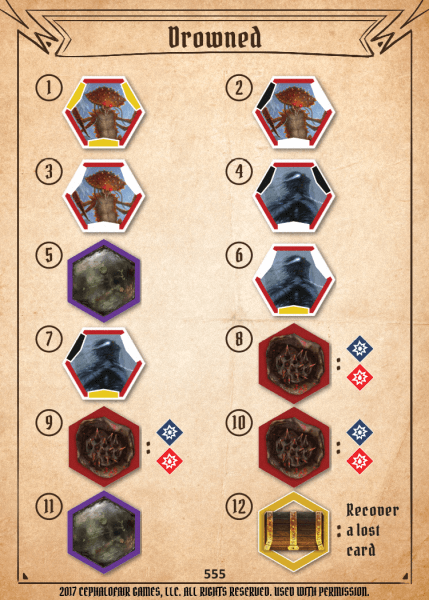 Drowned
1
2
3
4
5
6
7
8 :
9 :
10 :
11
12 : Recover
a lost
card
555
2017 CEPHALOFAIR GAMES, LLC. ALL RIGHTS RESERVED. USED WITH PERMISSION.